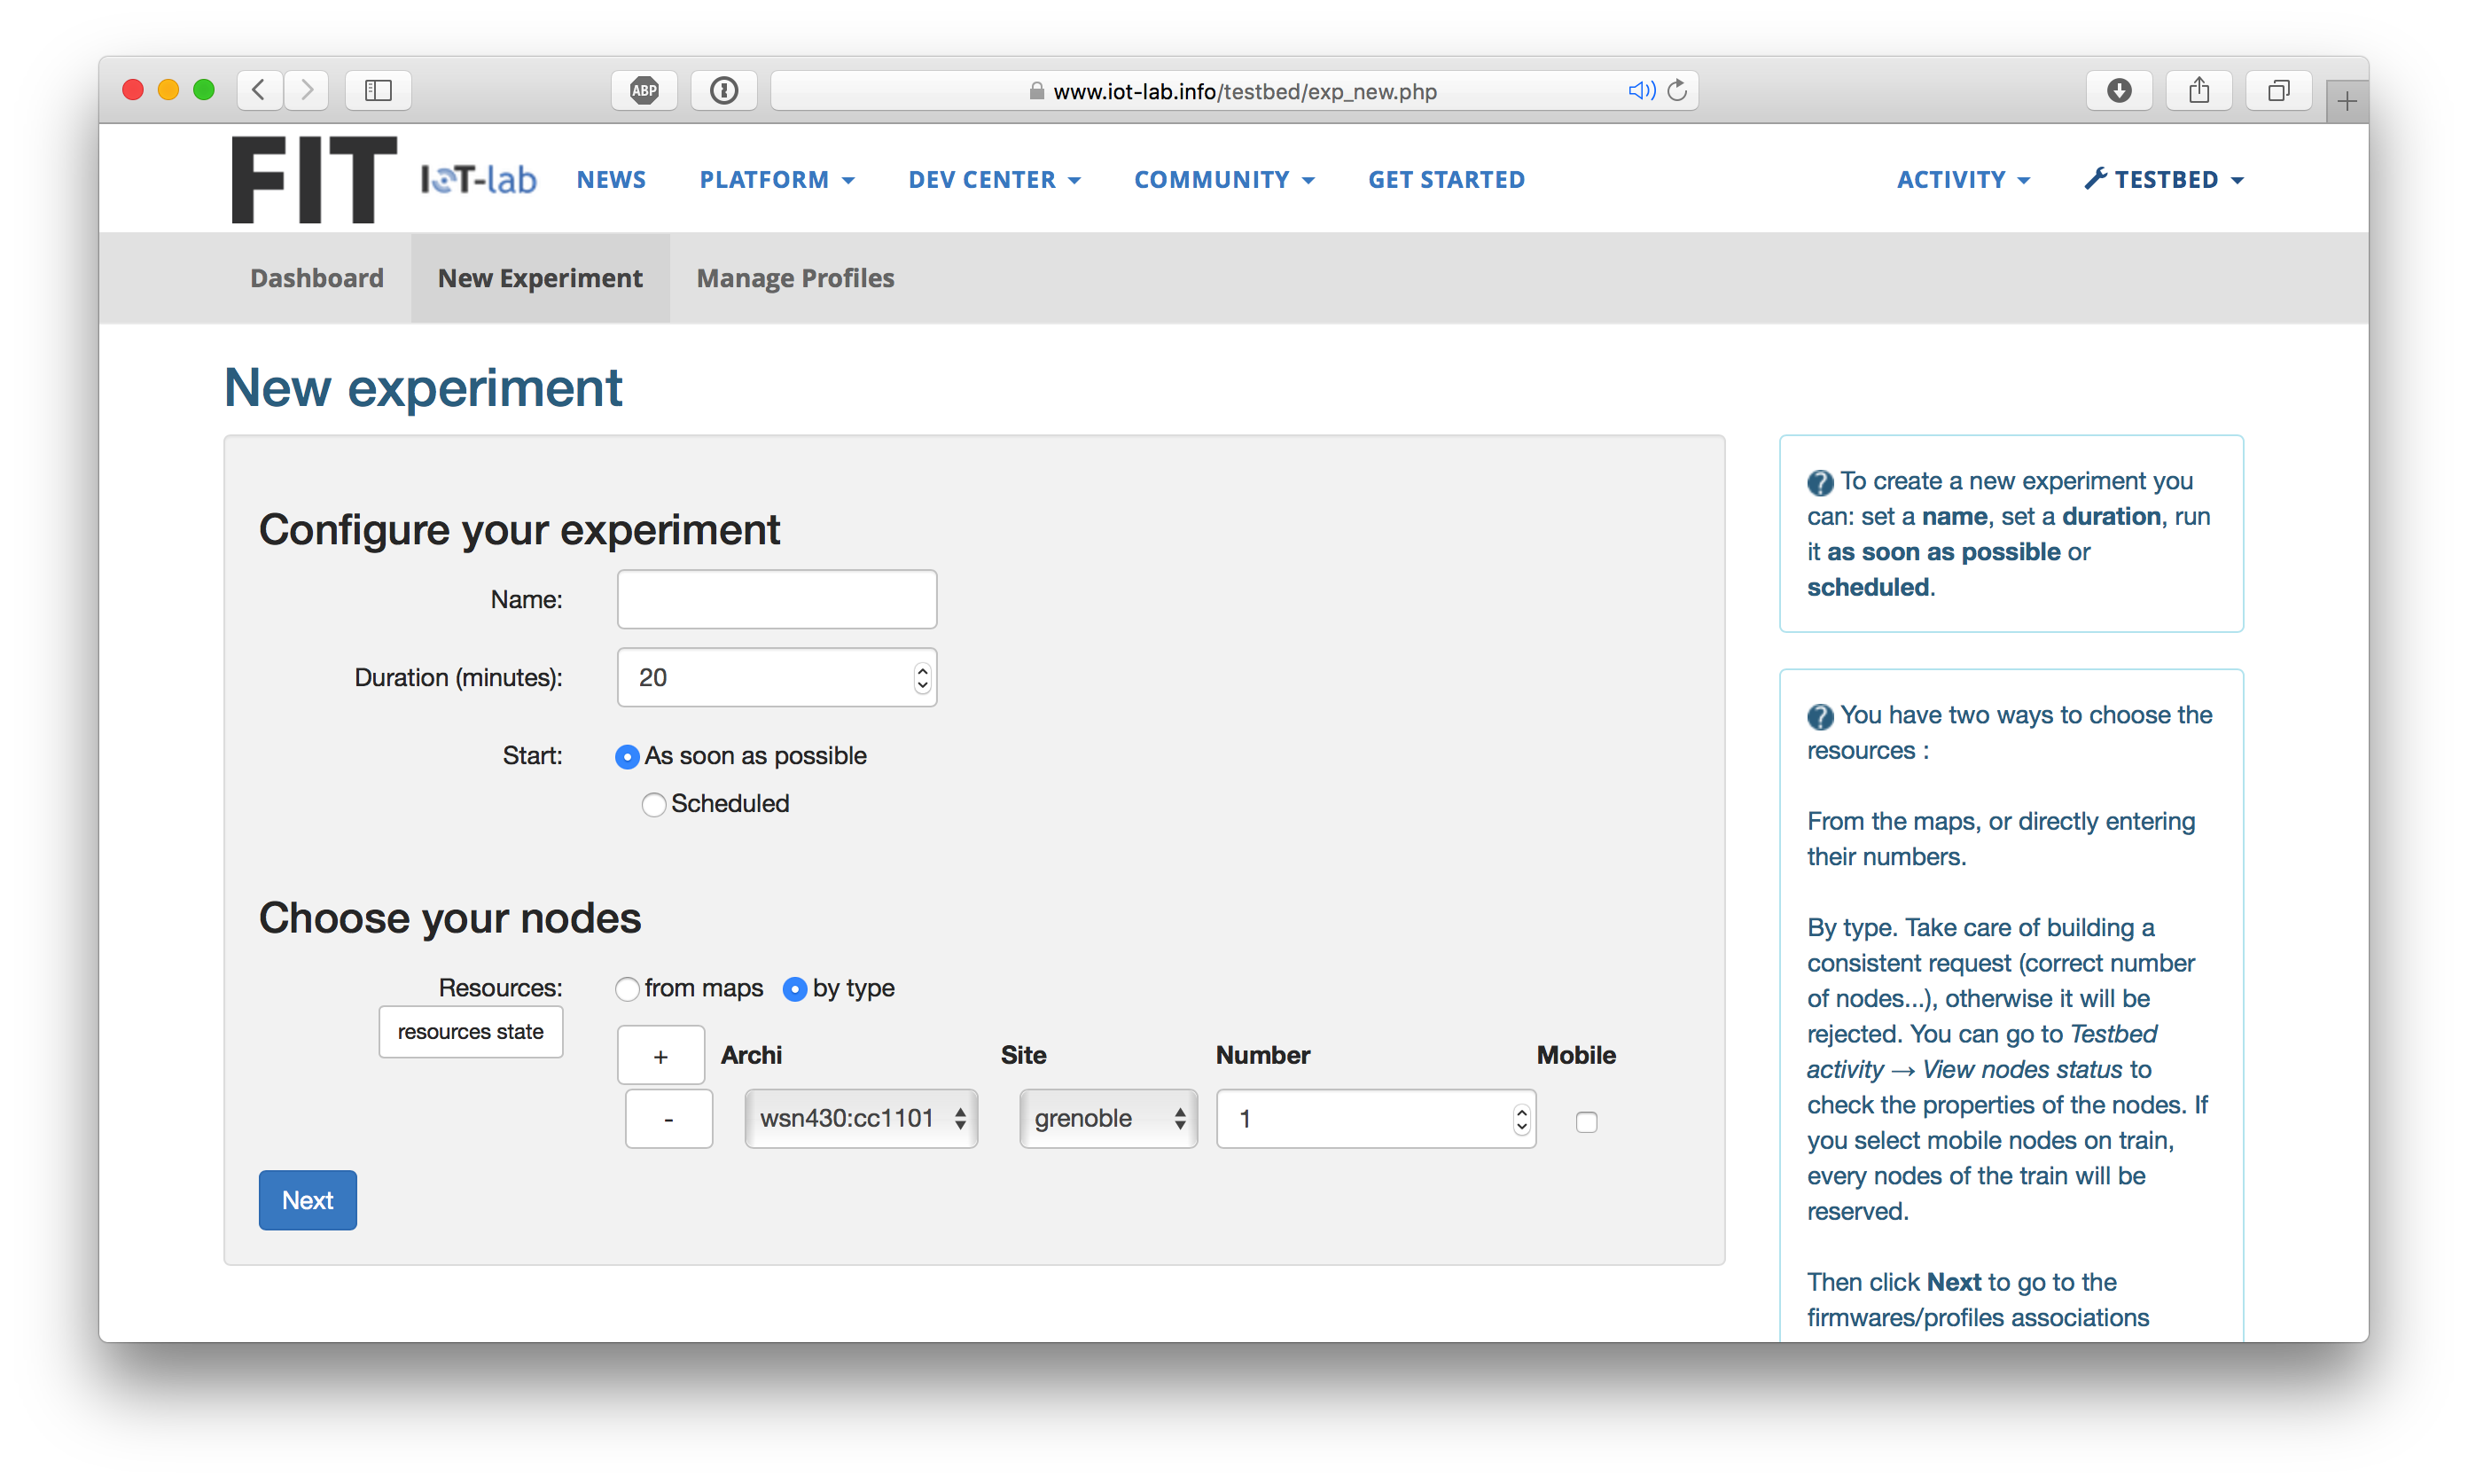 ABP
www.iot-lab.info/testbed/exp_new.php
FIT IoT-lab NEWS PLATFORM DEV CENTER COMMUNITY GET STARTED ACTIVITY TESTBED
Dashboard New Experiment Manage Profiles
New experiment
Configure your experiment
Name:
Duration (minutes): 20
Start: As soon as possible
Scheduled
Choose your nodes
Resources: from maps by type
resources state
+ Archi Site Number Mobile
- wsn430:cc1101 grenoble 1
Next
? To create a new experiment you
can: set a name, set a duration, run
it as soon as possible or
scheduled.
? You have two ways to choose the
resources :
From the maps, or directly entering
their numbers.
By type. Take care of building a
consistent request (correct number
of nodes...), otherwise it will be
rejected. You can go to Testbed
activity → View nodes status to
check the properties of the nodes. If
you select mobile nodes on train,
every nodes of the train will be
reserved.
Then click Next to go to the
firmwares/profiles associations